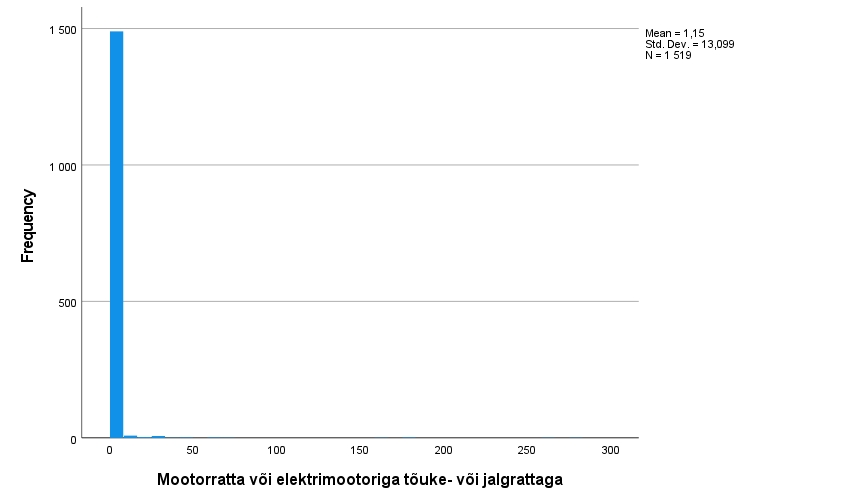 Mean = 1,15
Std. Dev. = 13,099
N = 1 519
1 500
1 000
500
0
Frequency
0 50 100 150 200 250 300
Mootorratta või elektrimootoriga tõuke- või jalgrattaga